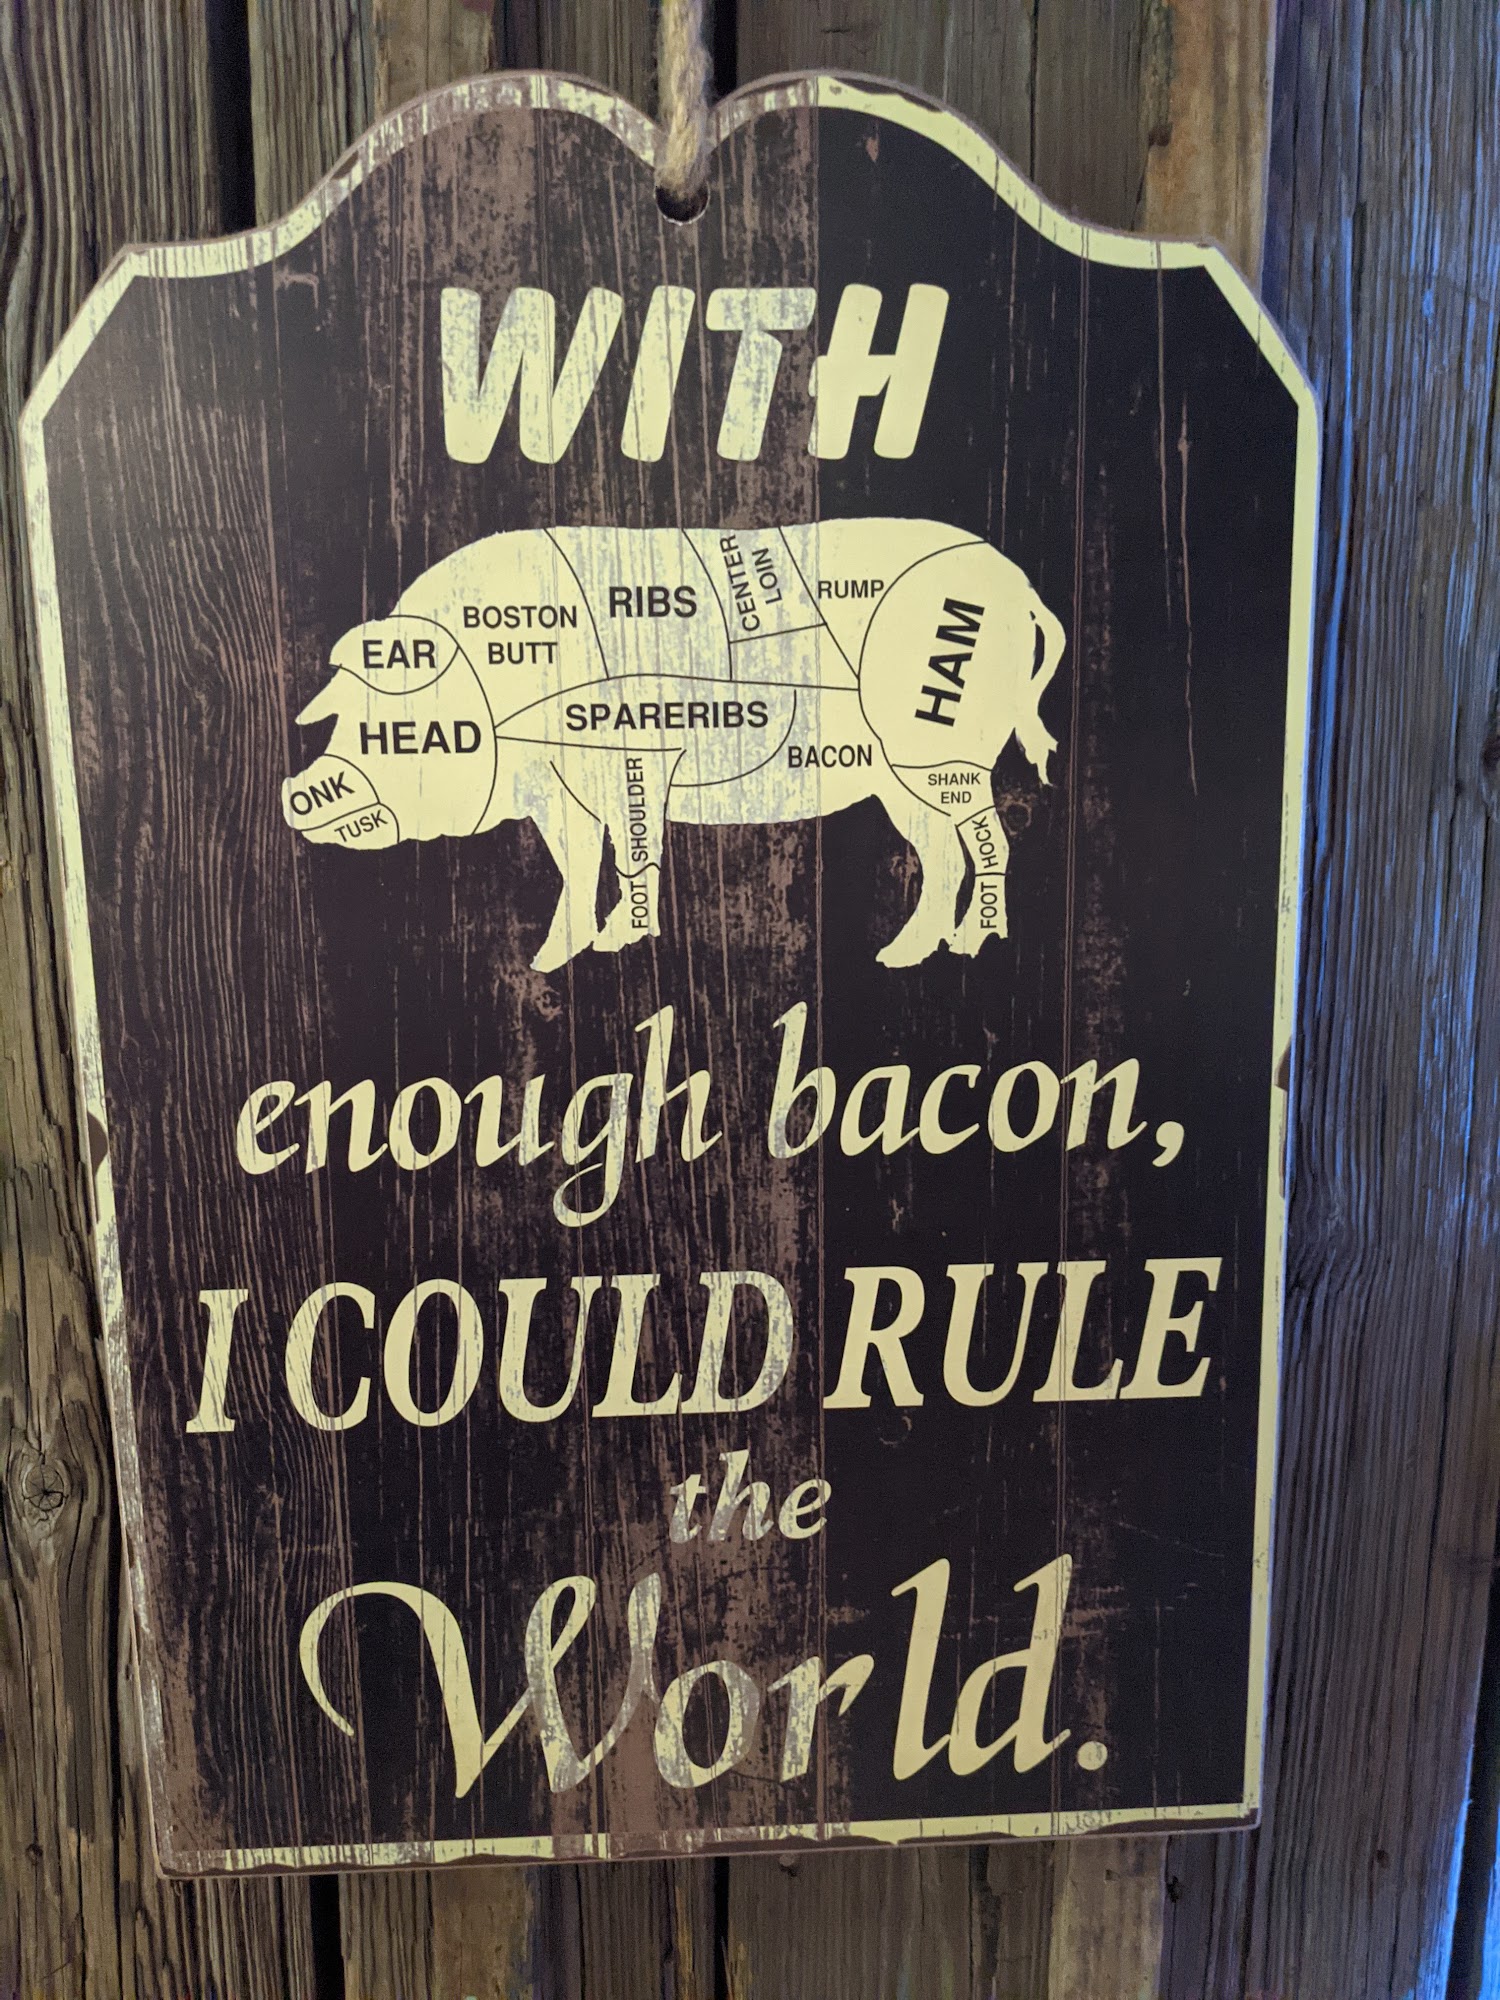 WITH
BOSTON
BUTT
RIBS
CENTER
LOIN
RUMP
HAM
EAR
HEAD
SPARERIBS
BACON
ONK
TUSK
SHOULDER
FOOT
SHANK
END
HOCK
FOOT
enough bacon,
I COULD RULE
the
World.